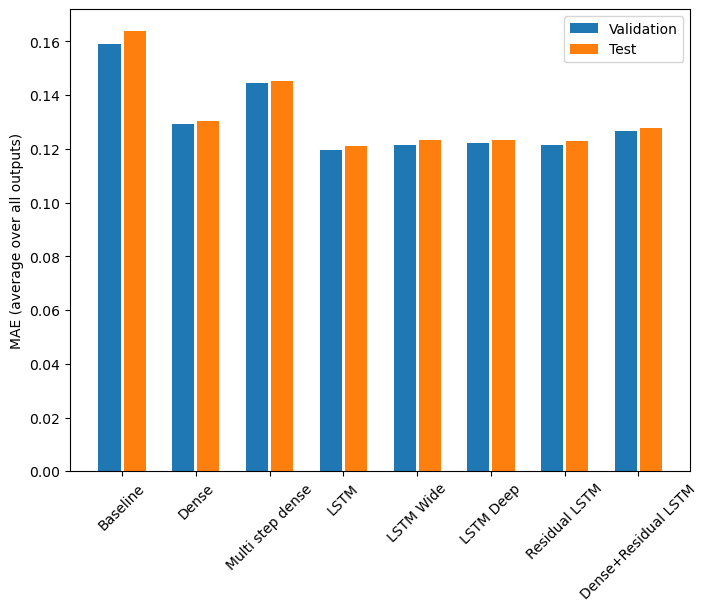 MAE (average over all outputs)
0.16
0.14
0.12
0.10
0.08
0.06
0.04
0.02
0.00
Validation
Test
Baseline
Dense
Multi step dense
LSTM
LSTM Wide
LSTM Deep
Residual LSTM
Dense+Residual LSTM